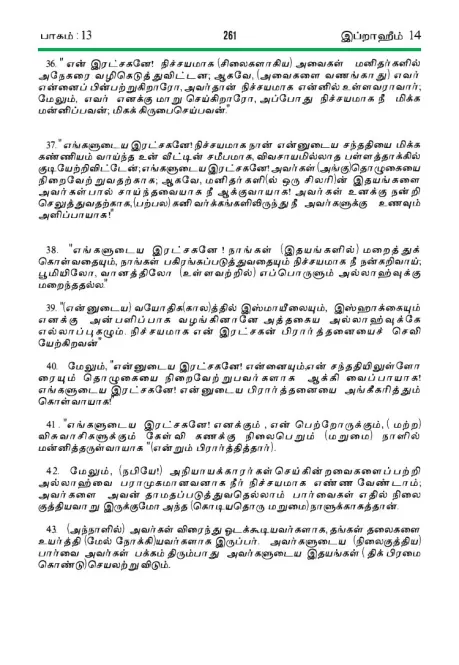 பாகம் : 13 261 இப்ராஹீம் 14
36. " என் இரட்சகனே! நிச்சயமாக (சிலைகளாகிய) அவைகள் மனிதர்களில்
அநேகரை வழிகெடுத்துவிட்டன; ஆகவே, (அவைகளை வணங்காது) எவர்
என்னைப் பின்பற்றுகிறாரோ, அவர்தான் நிச்சயமாக என்னில் உள்ளவராவார்;
மேலும், எவர் எனக்கு மாறு செய்கிறாரோ, அப்போது நிச்சயமாக நீ மிக்க
மன்னிப்பவன்; மிகக் கிருபைசெய்பவன்."
37. "எங்களுடைய இரட்சகனே! நிச்சயமாக நான் என்னுடைய சந்ததியை மிக்க
கண்ணியம் வாய்ந்த உன் வீட்டின் சமீபமாக, விவசாயமில்லாத பள்ளத்தாக்கில்
குடியேற்றிவிட்டேன்; எங்களுடைய இரட்சகனே! அவர்கள் (அங்கு)தொழுகையை
நிறைவேற்றுவதற்காக; ஆகவே, மனிதர்களி(ல் ஒரு சிலரி)ன் இதயங்களை
அவர்கள்பால் சாய்ந்தவையாக நீ ஆக்குவாயாக! அவர்கள் உனக்கு நன்றி
செலுத்துவதற்காக,(பற்பல)கனி வர்க்கங்களிலிருந்து நீ அவர்களுக்கு உணவும்
அளிப்பாயாக!"
38. "எங்களுடைய இரட்சகனே ! நாங்கள் (இதயங்களில்) மறைத்துக்
கொள்வதையும், நாங்கள் பகிரங்கப்படுத்துவதையும் நிச்சயமாக நீ நன்கறிவாய்;
பூமியிலோ, வானத்திலோ (உள்ளவற்றில்) எப்பொருளும் அல்லாஹ்வுக்கு
மறைந்ததல்ல."
39. "(என்னுடைய) வயோதிக(கால)த்தில் இஸ்மாயீலையும், இஸ்ஹாக்கையும்
எனக்கு அன்பளிப்பாக வழங்கினானே அத்தகைய அல்லாஹ்வுக்கே
எல்லாப்புகழும். நிச்சயமாக என் இரட்சகன் பிரார்த்தனையைச் செவி
யேற்கிறவன்"
40. மேலும், "என்னுடைய இரட்சகனே! என்னையும்,என் சந்ததியிலுள்ளோ
ரையும் தொழுகையை நிறைவேற்றுபவர்களாக ஆக்கி வைப்பாயாக!
எங்களுடைய இரட்சகனே! என்னுடைய பிரார்த்தனையை அங்கீகரித்தும்
கொள்வாயாக!
41 . "எங்களுடைய இரட்சகனே! எனக்கும் , என் பெற்றோருக்கும், ( மற்ற)
விசுவாசிகளுக்கும் கேள்வி கணக்கு நிலைபெறும் (மறுமை) நாளில்
மன்னித்தருள்வாயாக "(என்றும் பிரார்த்தித்தார்).
42. மேலும், (நபியே!) அநியாயக்காரர்கள்செய்கின்றவைகளைப்பற்றி
அல்லாஹ்வை பராமுகமானவனாக நீர் நிச்சயமாக எண்ண வேண்டாம்;
அவர்களை அவன் தாமதப்படுத்துவதெல்லாம் பார்வைகள் எதில் நிலை
குத்தியவாறு இருக்குமோ அந்த (கொடியதொரு மறுமை)நாளுக்காகத்தான்.
43. (அந்நாளில்) அவர்கள் விரைந்து ஓடக்கூடியவர்களாக, தங்கள் தலைகளை
உயர்த்தி (மேல் நோக்கி)யவர்களாக இருப்பர். அவர்களுடைய (நிலைகுத்திய)
பார்வை அவர்கள் பக்கம் திரும்பாது அவர்களுடைய இதயங்கள் ( திக் பிரமை
கொண்டு)செயலற்று விடும்.